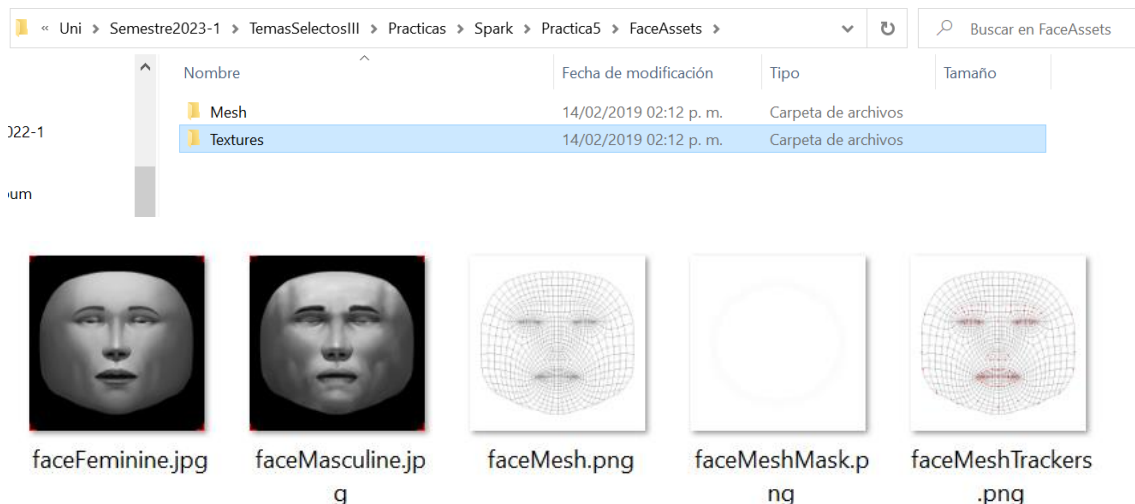 « Uni > Semestre2023-1 > TemasSelectosIII > Practicas > Spark > Practica5 > FaceAssets >
Buscar en FaceAssets
Nombre Fecha de modificación Tipo Tamaño
Mesh 14/02/2019 02:12 p. m. Carpeta de archivos
022-1
Textures 14/02/2019 02:12 p. m. Carpeta de archivos
um
faceFeminine.jpg
faceMasculine.jp
g
faceMesh.png
faceMeshMask.p
ng
faceMeshTrackers
.png